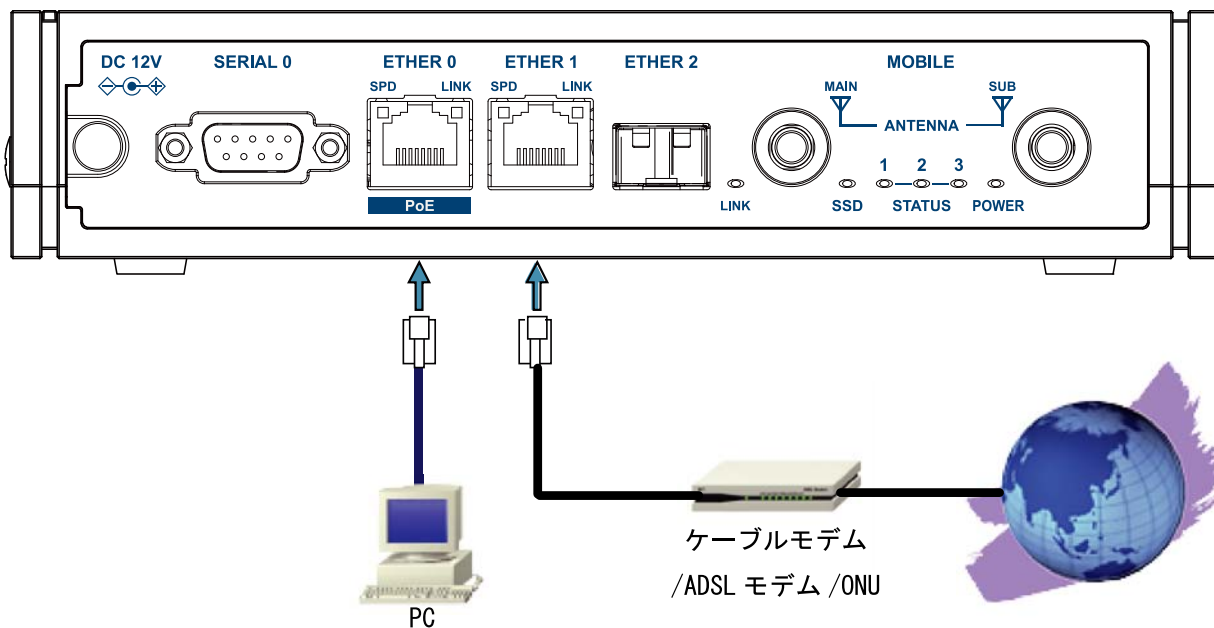 DC 12V SERIAL 0 ETHER 0 ETHER 1 ETHER 2 MOBILE
SPD LINK SPD LINK MAIN SUB
ANTENNA
1 2 3
PoE LINK SSD STATUS POWER
ケーブルモデム
/ADSL モデム /ONU
PC